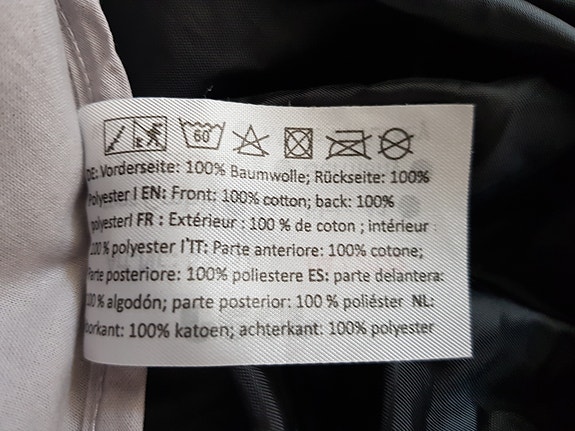 60
DE: Vorderseite: 100% Baumwolle; Rückseite: 100%
Polyester I EN: Front: 100% cotton; back: 100%
polyesterI FR : Extérieur : 100 % de coton ; intérieur :
100 % polyester I'IT: Parte anteriore: 100% cotone;
Parte posteriore: 100% poliestere ES: parte delantera:
100 % algodón; parte posterior: 100 % poliéster NL:
voorkant: 100% katoen; achterkant: 100% polyester